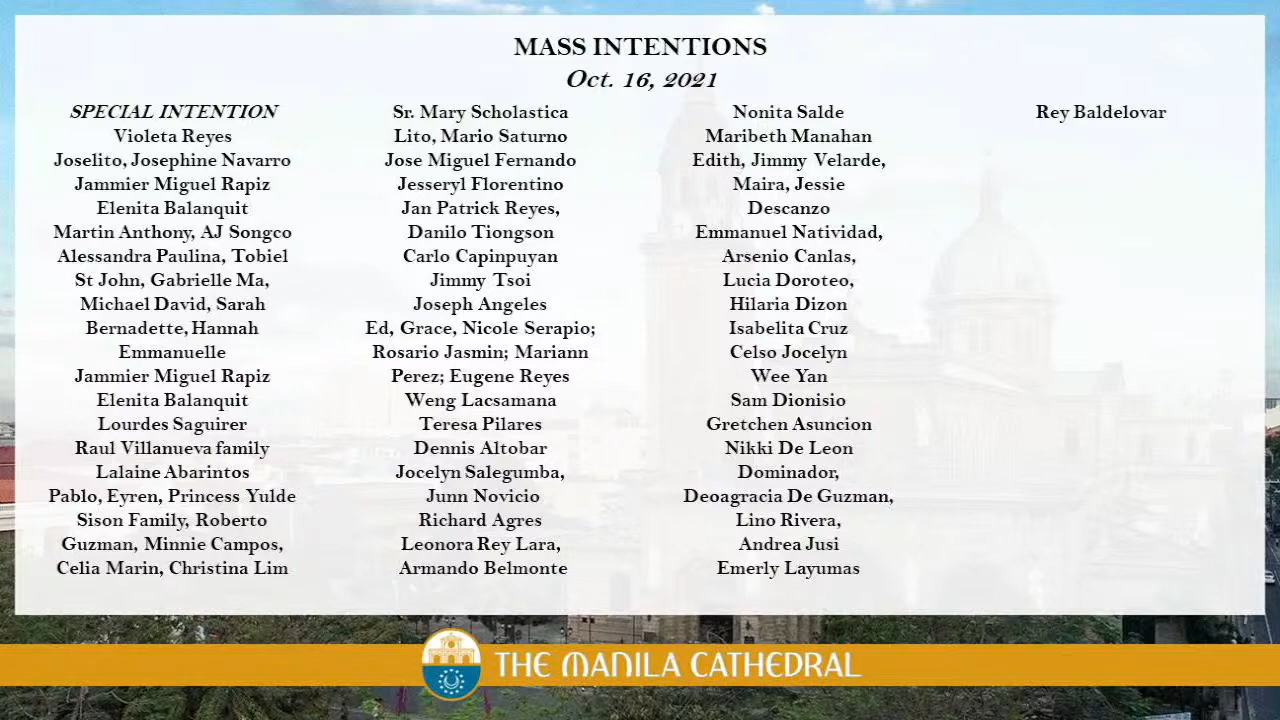 MASS INTENTIONS
Oct. 16, 2021
SPECIAL INTENTION
Violeta Reyes
Joselito, Josephine Navarro
Jammier Miguel Rapiz
Elenita Balanquit
Martin Anthony, AJ Songco
Alessandra Paulina, Tobiel
St John, Gabrielle Ma,
Michael David, Sarah
Bernadette, Hannah
Emmanuelle
Jammier Miguel Rapiz
Elenita Balanquit
Lourdes Saguirer
Raul Villanueva family
Lalaine Abarintos
Pablo, Eyren, Princess Yulde
Sison Family, Roberto
Guzman, Minnie Campos,
Celia Marin, Christina Lim
Sr. Mary Scholastica
Lito, Mario Saturno
Jose Miguel Fernando
Jesseryl Florentino
Jan Patrick Reyes,
Danilo Tiongson
Carlo Capinpuyan
Jimmy Tsoi
Joseph Angeles
Ed, Grace, Nicole Serapio;
Rosario Jasmin; Mariann
Perez; Eugene Reyes
Weng Lacsamana
Teresa Pilares
Dennis Altobar
Jocelyn Salegumba,
Junn Novicio
Richard Agres
Leonora Rey Lara,
Armando Belmonte
Nonita Salde
Maribeth Manahan
Edith, Jimmy Velarde,
Maira, Jessie
Descanzo
Emmanuel Natividad,
Arsenio Canlas,
Lucia Doroteo,
Hilaria Dizon
Isabelita Cruz
Celso Jocelyn
Wee Yan
Sam Dionisio
Gretchen Asuncion
Nikki De Leon
Dominador,
Deoagracia De Guzman,
Lino Rivera,
Andrea Jusi
Emerly Layumas
Rey Baldelovar
THE MANILA CATHEDRAL